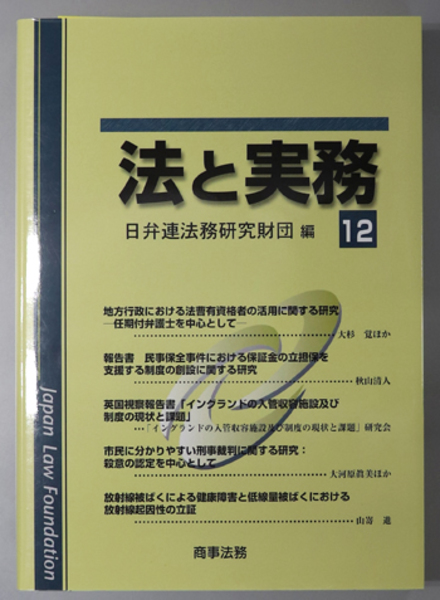 法と実務
日弁連法務研究財団 編
12
地方行政における法曹有資格者の活用に関する研究
─任期付弁護士を中心として─
大杉 覚ほか
報告書 民事保全事件における保証金の立担保を
支援する制度の創設に関する研究
秋山清人
英国視察報告書「イングランドの入管収容施設及び
制度の現状と課題」
…「イングランドの入管収容施設及び制度の現状と課題」研究会
市民に分かりやすい刑事裁判に関する研究：
殺意の認定を中心として
大河原眞美ほか
放射線被ばくによる健康障害と低線量被ばくにおける
放射線起因性の立証
山嵜 進
商事法務
Japan Law Foundation